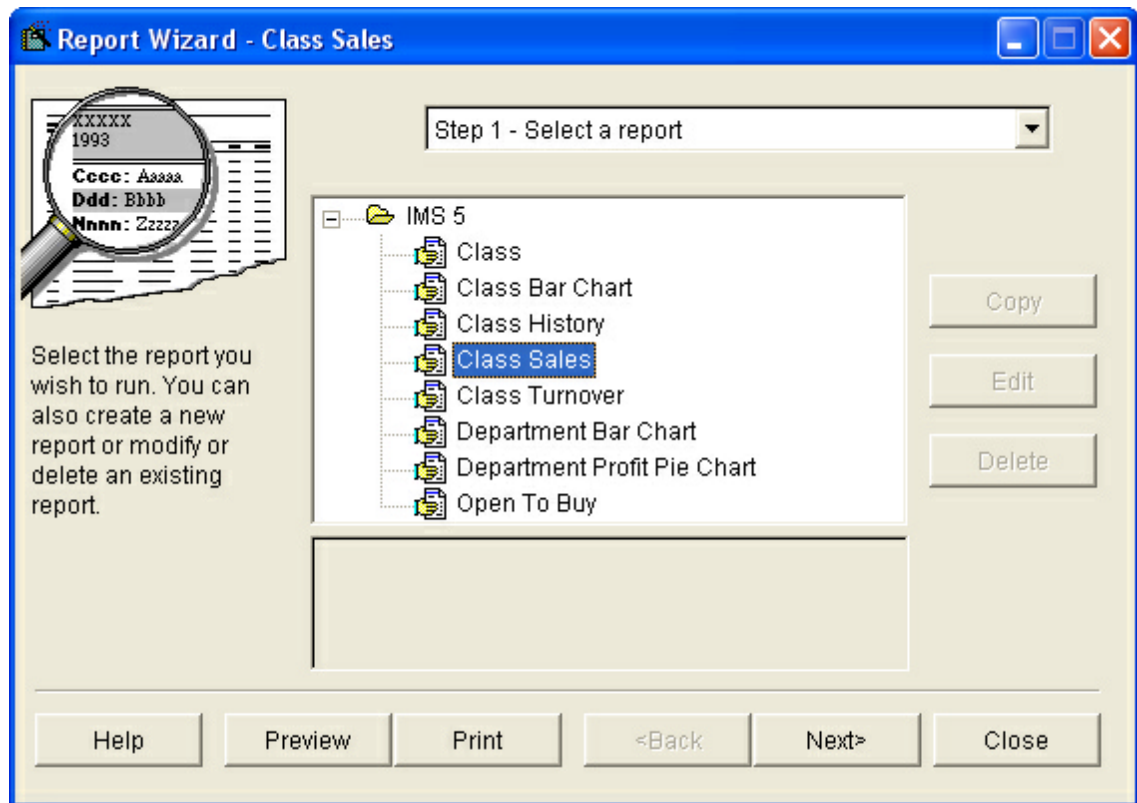 Report Wizard - Class Sales
XXXXX
1993
Cccc: Aaaaa
Ddd: Bbbb
Nnnn: Zzzzz
Select the report you
wish to run. You can
also create a new
report or modify or
delete an existing
report.
Step 1 - Select a report
IMS 5
Class
Class Bar Chart
Class History
Class Sales
Class Turnover
Department Bar Chart
Department Profit Pie Chart
Open To Buy
Copy
Edit
Delete
Help
Preview
Print
<Back
Next>
Close